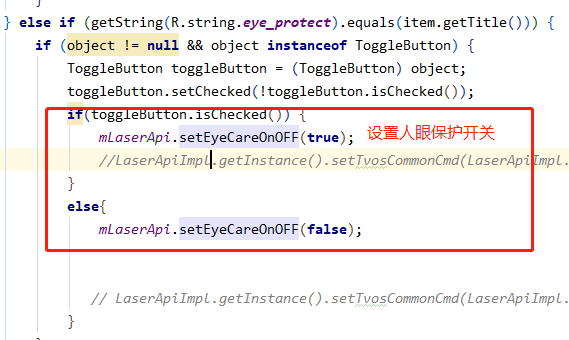 }
} else if (getString(R.string.eye_protect).equals(item.getTitle())) {
if (object != null && object instanceof ToggleButton) {
ToggleButton toggleButton = (ToggleButton) object;
toggleButton.setChecked(!toggleButton.isChecked());
if(toggleButton.isChecked()) {
mLaserApi.setEyeCareOnOFF(true); 设置人眼保护开关
//LaserApiImpl.getInstance().setTvosCommonCmd(LaserApiImpl.
}
else{
mLaserApi.setEyeCareOnOFF(false);
// LaserApiImpl.getInstance().setTvosCommonCmd(LaserApiImpl.
}
}